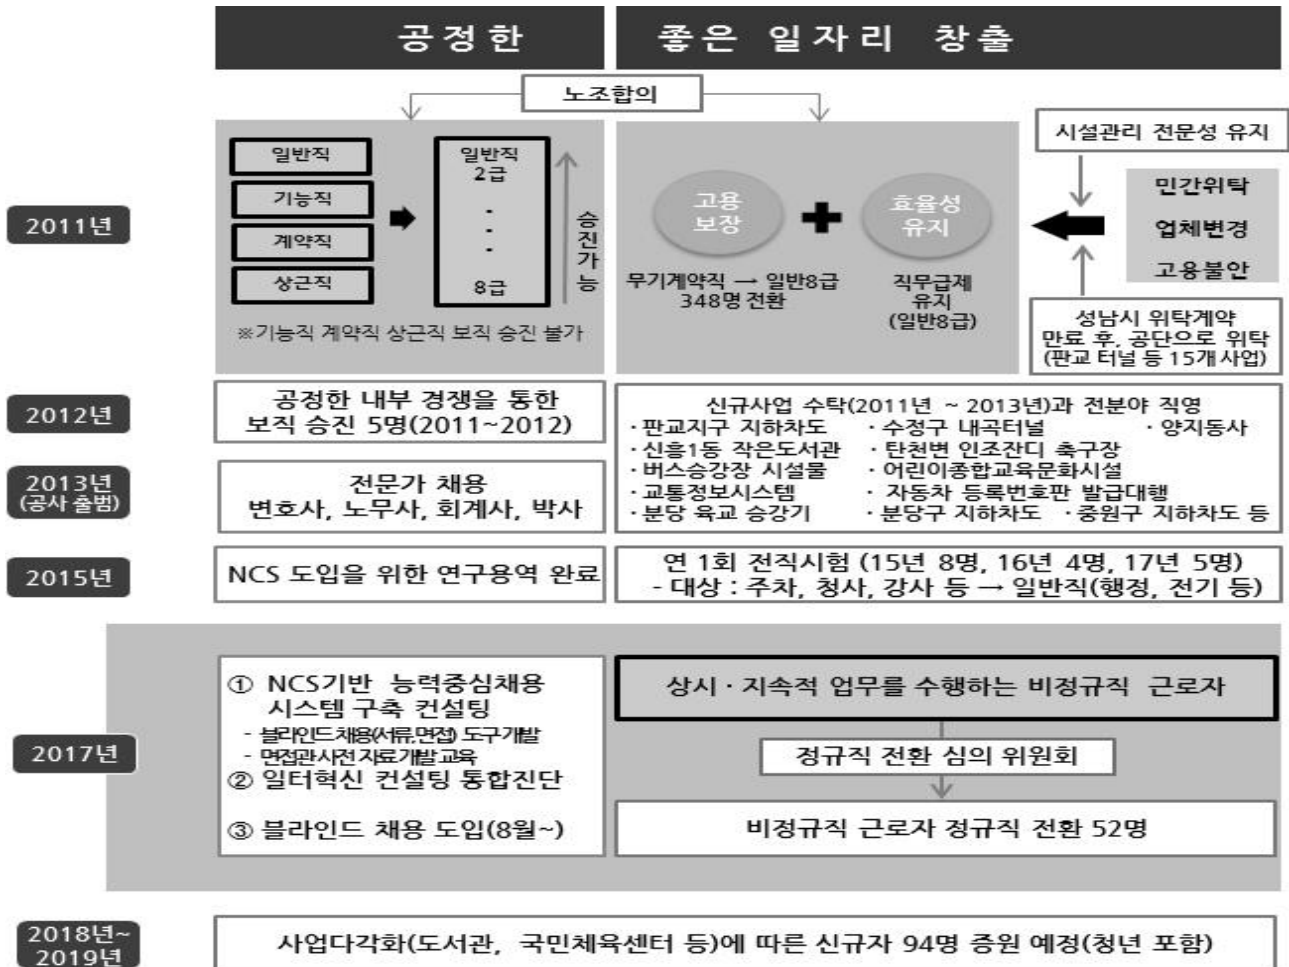 공정한 좋은 일자리 창출
노조합의
2011년
일반직
기능직
계약직
상근직
일반직
2급
.
.
.
8급
승진가능
※기능직 계약직 상근직 보직 승진 불가
고용
보장
무기계약직 → 일반8급
348명 전환
효율성
유지
직무급제
유지
(일반8급)
시설관리 전문성 유지
민간위탁
업체변경
고용불안
성남시 위탁계약
만료 후, 공단으로 위탁
(판교 터널 등 15개 사업)
2012년
공정한 내부 경쟁을 통한
보직 승진 5명(2011~2012)
2013년
(공사 출범)
전문가 채용
변호사, 노무사, 회계사, 박사
신규사업 수탁(2011년 ~ 2013년)과 전분야 직영
·판교지구 지하차도 ·수정구 내곡터널 ·양지동사
·신흥1동 작은도서관 ·탄천변 인조잔디 축구장
·버스승강장 시설물 ·어린이종합교육문화시설
·교통정보시스템 ·자동차 등록번호판 발급대행
·분당 육교 승강기 ·분당구 지하차도 ·중원구 지하차도 등
2015년
NCS 도입을 위한 연구용역 완료
연 1회 전직시험 (15년 8명, 16년 4명, 17년 5명)
- 대상 : 주차, 청사, 강사 등 → 일반직(행정, 전기 등)
2017년
① NCS기반 능력중심채용
시스템 구축 컨설팅
- 블라인드채용(서류,면접) 도구개발
- 면접관사전 자료개발교육
② 일터혁신 컨설팅 통합진단
③ 블라인드 채용 도입(8월~)
상시·지속적 업무를 수행하는 비정규직 근로자
정규직 전환 심의 위원회
비정규직 근로자 정규직 전환 52명
2018년~
2019년
사업다각화(도서관, 국민체육센터 등)에 따른 신규자 94명 증원 예정(청년 포함)